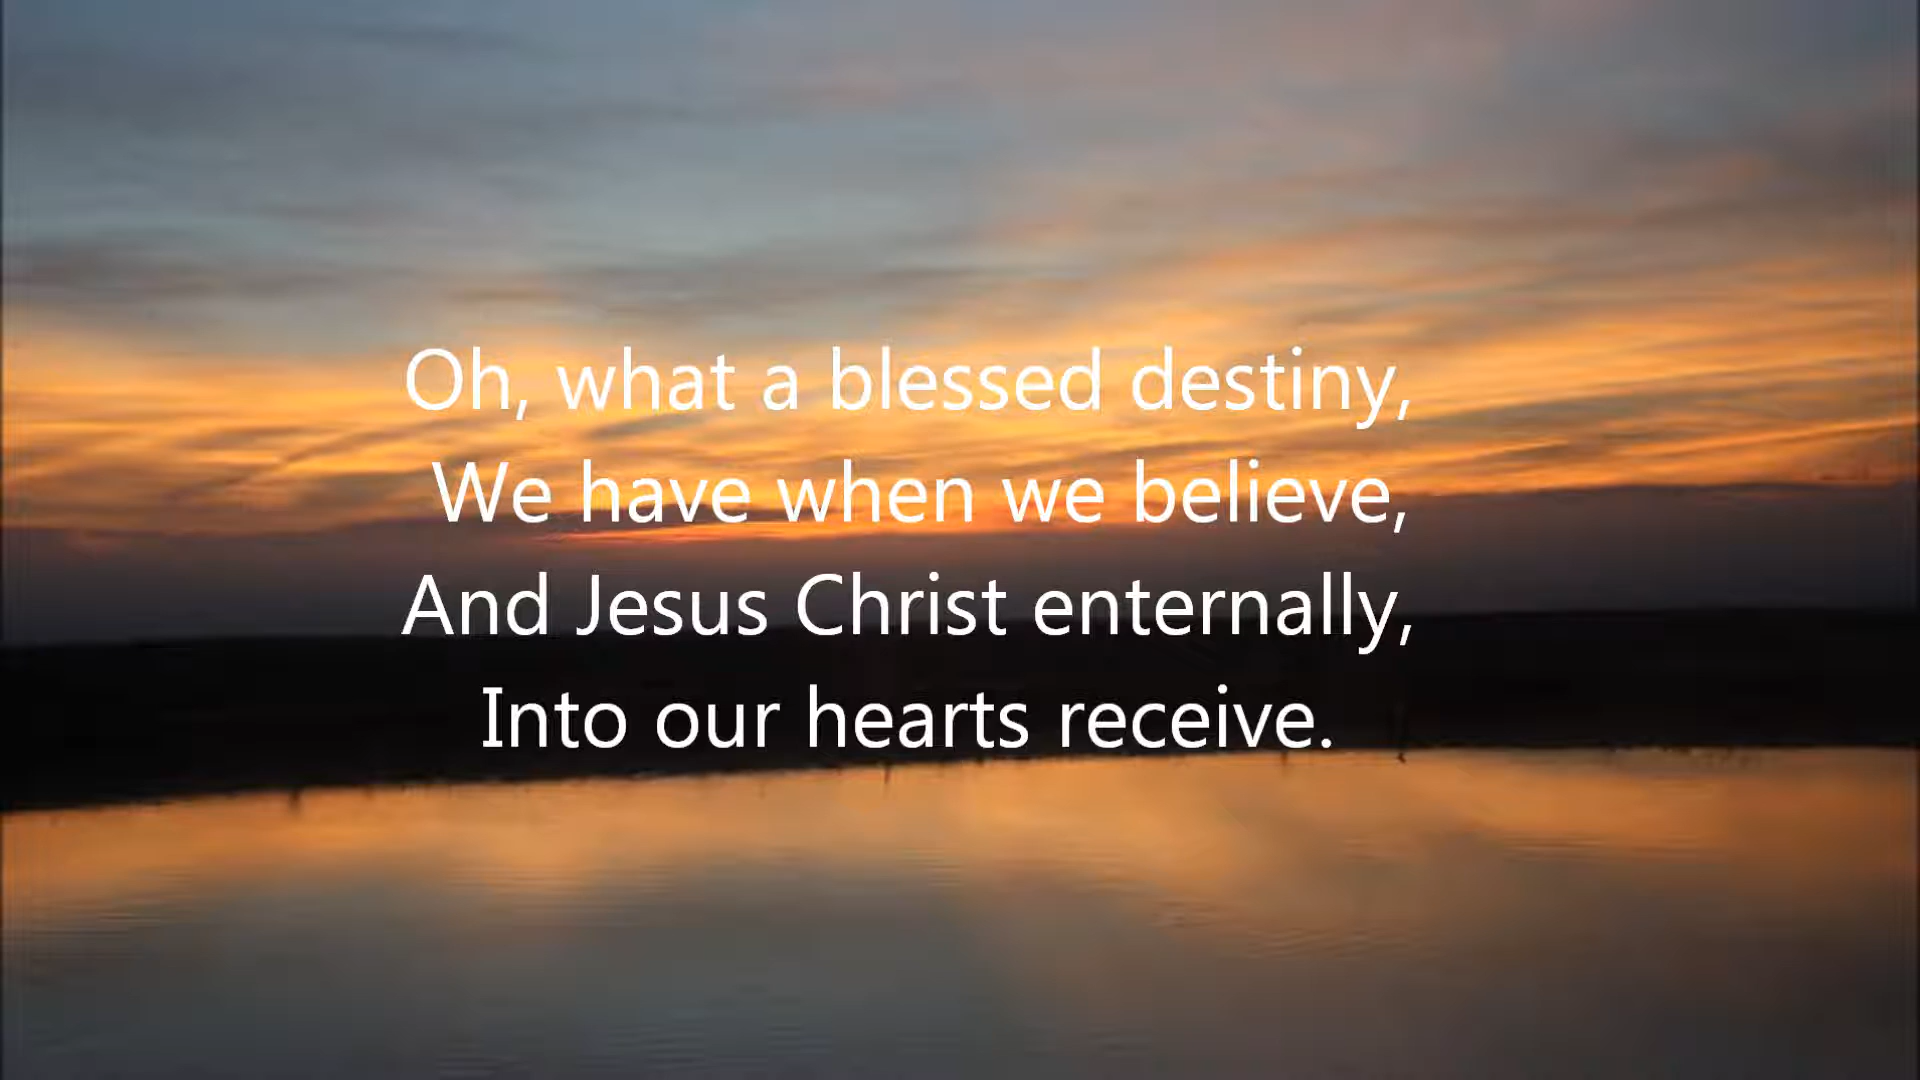 Oh, what a blessed destiny,
We have when we believe,
And Jesus Christ enternally,
Into our hearts receive.